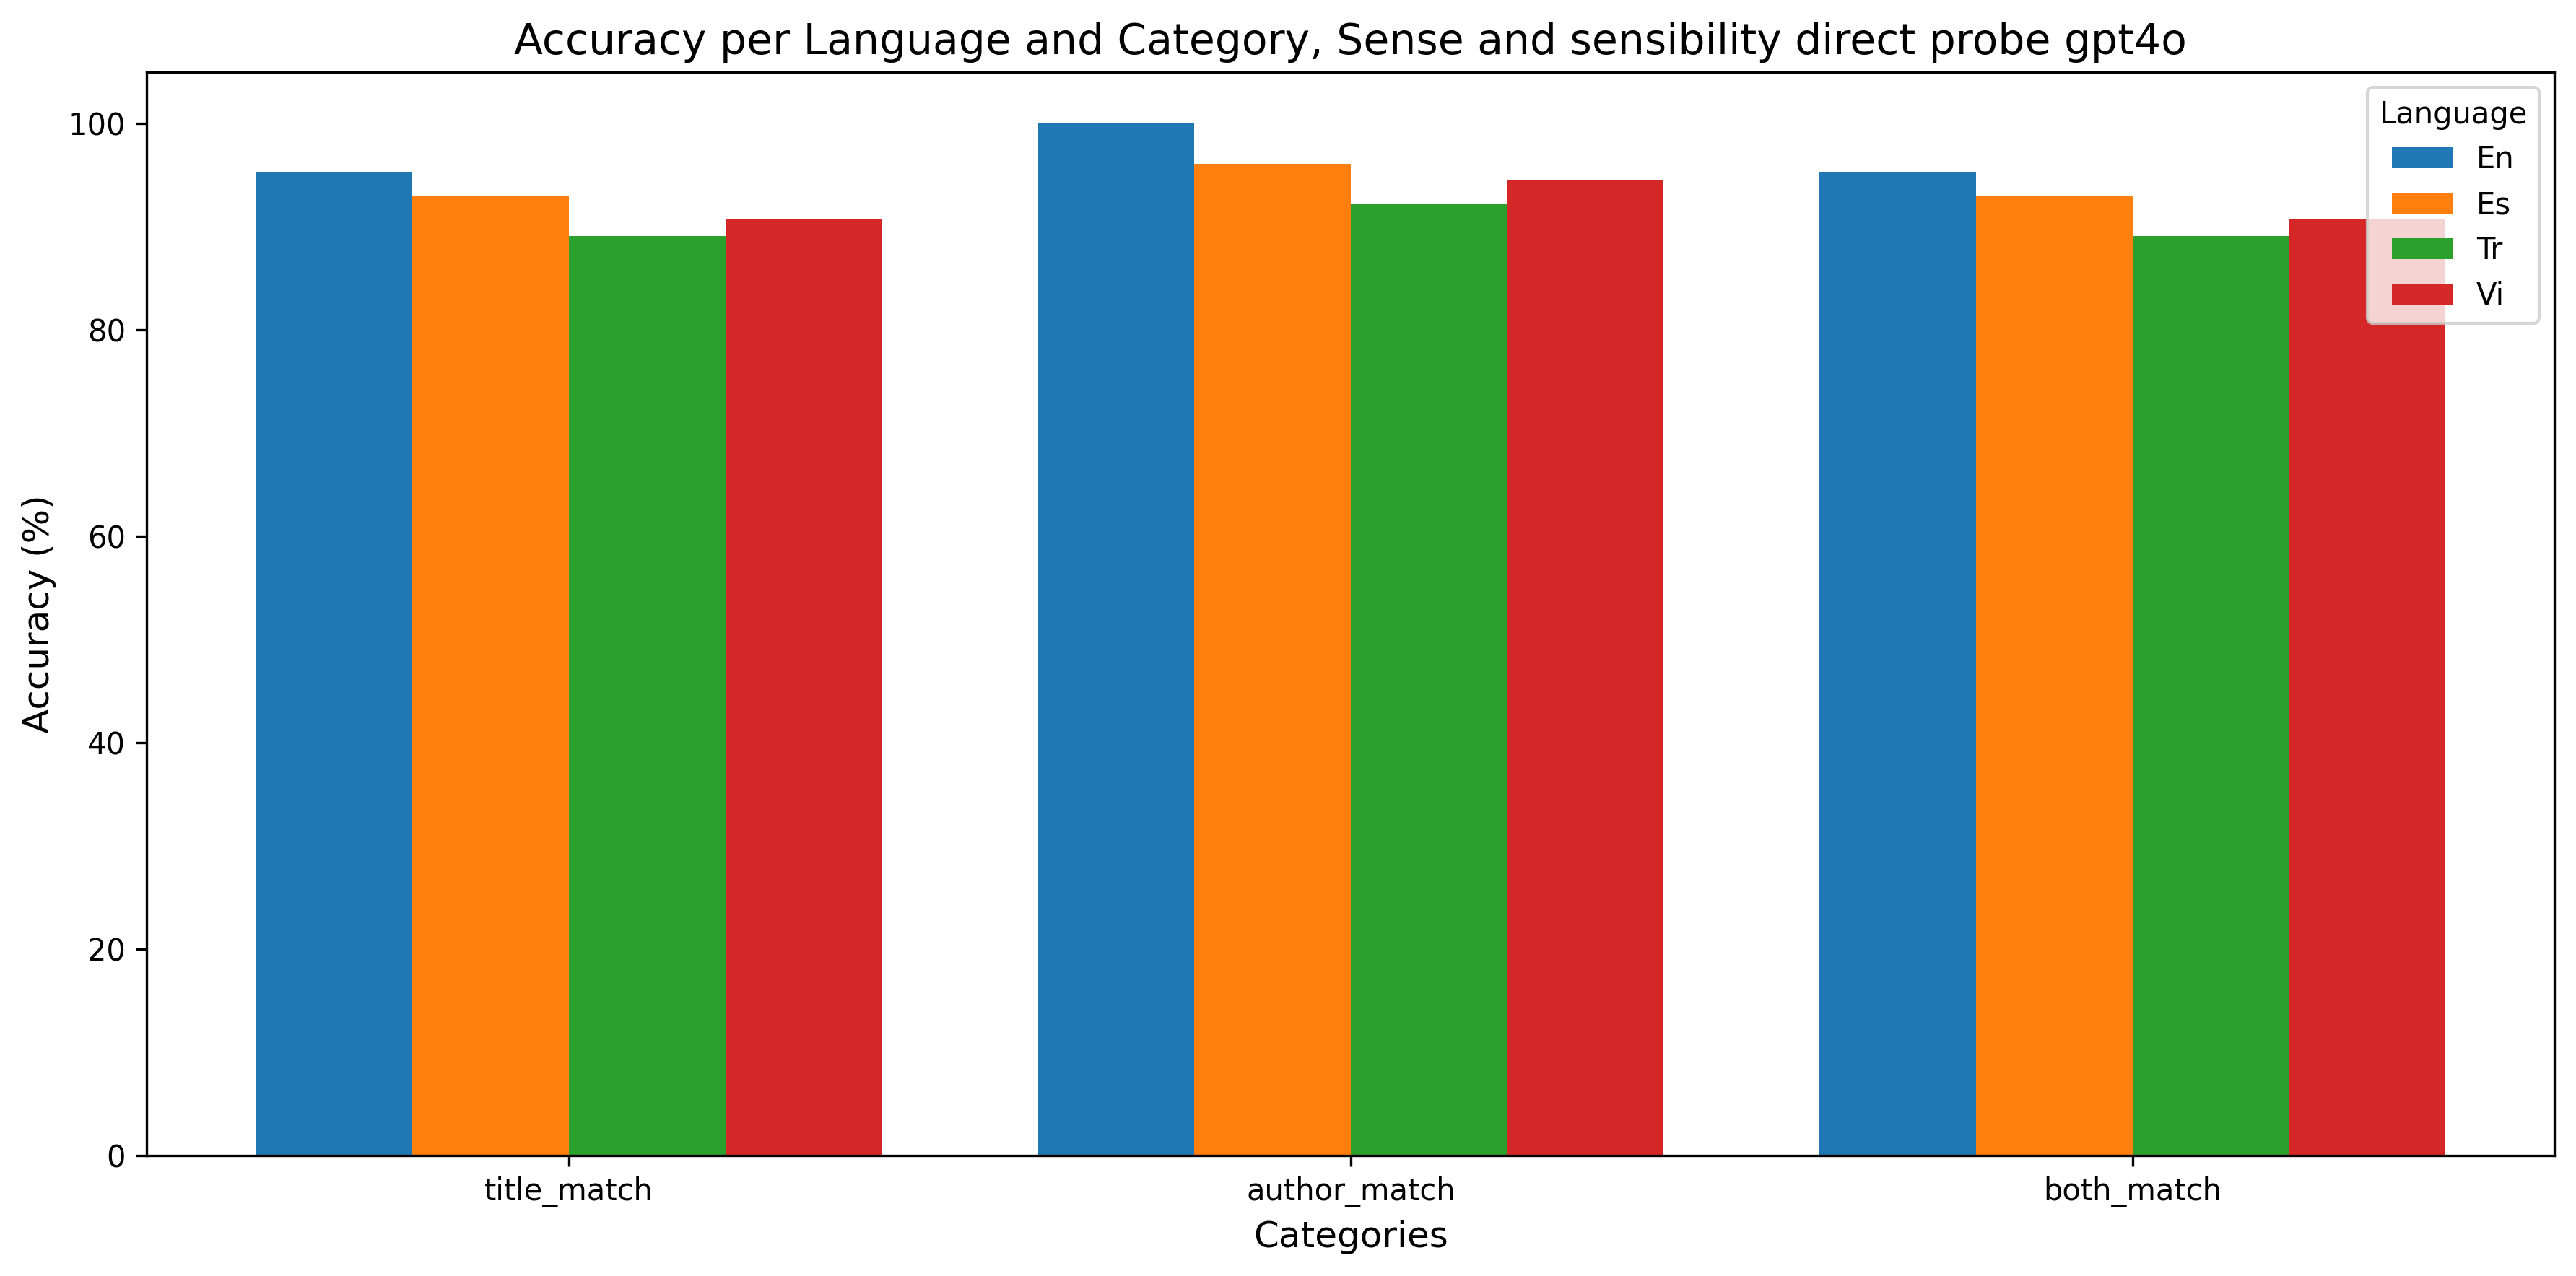 Accuracy per Language and Category, Sense and sensibility direct probe gpt4o
Accuracy (%)
100
80
60
40
20
0
Language
En
Es
Tr
Vi
title_match
author_match
both_match
Categories